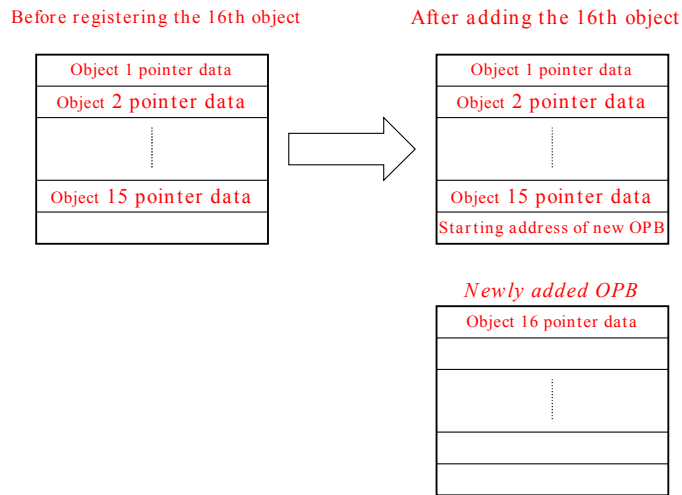 Before registering the 16th object
Object 1 pointer data
Object 2 pointer data
Object 15 pointer data
After adding the 16th object
Object 1 pointer data
Object 2 pointer data
Object 15 pointer data
Starting address of new OPB
Newly added OPB
Object 16 pointer data